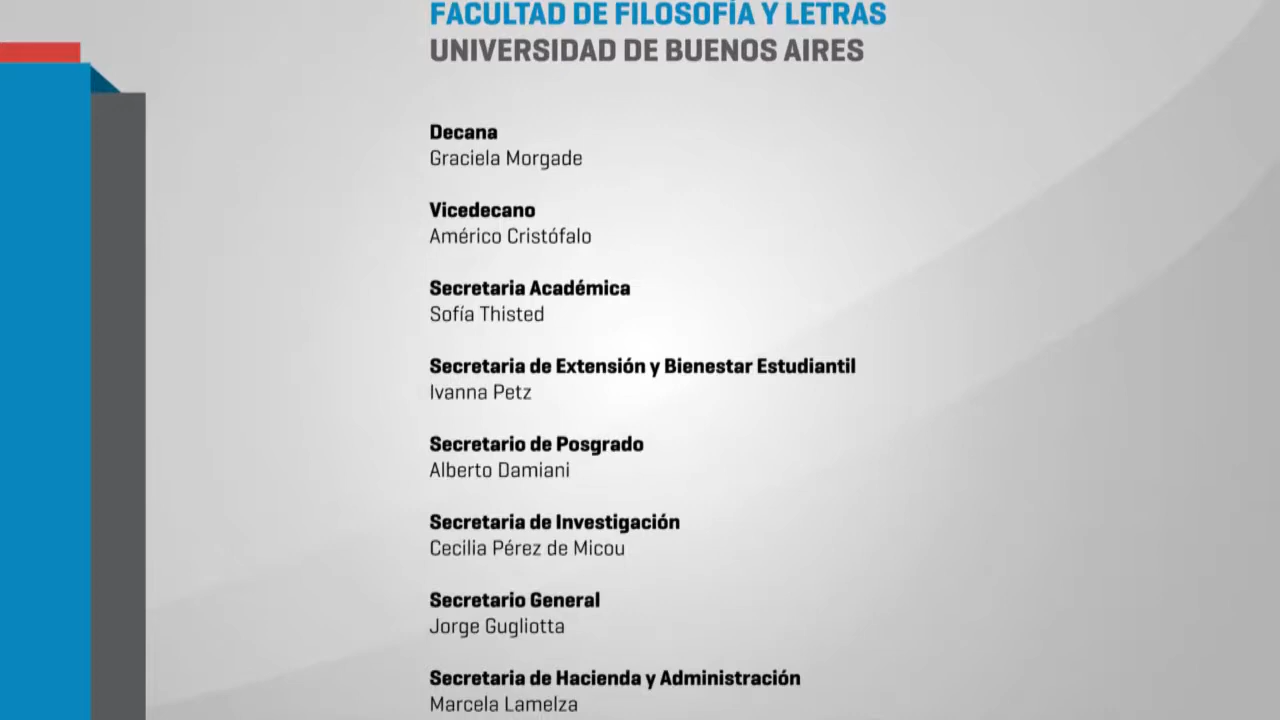 FACULTAD DE FILOSOFÍA Y LETRAS
UNIVERSIDAD DE BUENOS AIRES
Decana
Graciela Morgade
Vicedecano
Américo Cristófalo
Secretaria Académica
Sofía Thisted
Secretaria de Extensión y Bienestar Estudiantil
Ivanna Petz
Secretario de Posgrado
Alberto Damiani
Secretaria de Investigación
Cecilia Pérez de Micou
Secretario General
Jorge Gugliotta
Secretaria de Hacienda y Administración
Marcela Lamelza